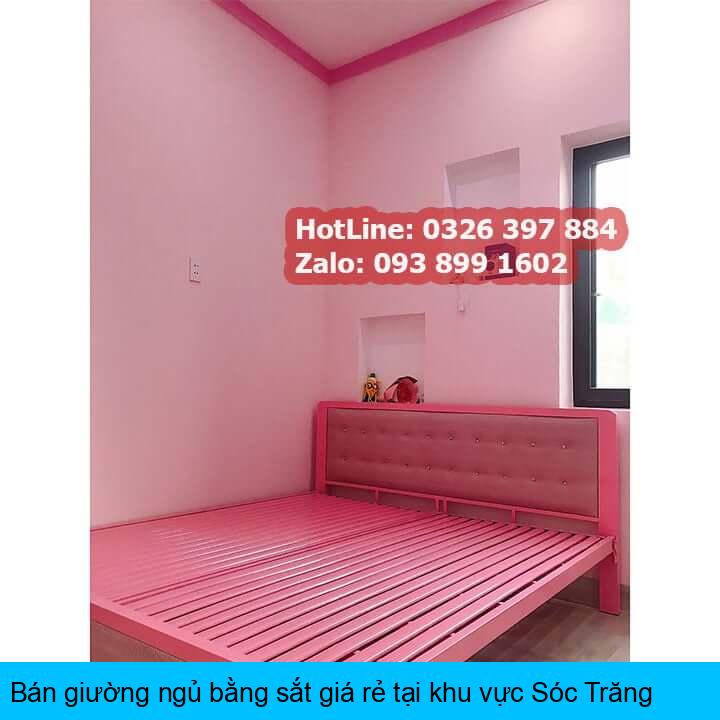 HotLine: 0326 397 884
Zalo: 093 899 1602
Bán giường ngủ bằng sắt giá rẻ tại khu vực Sóc Trăng